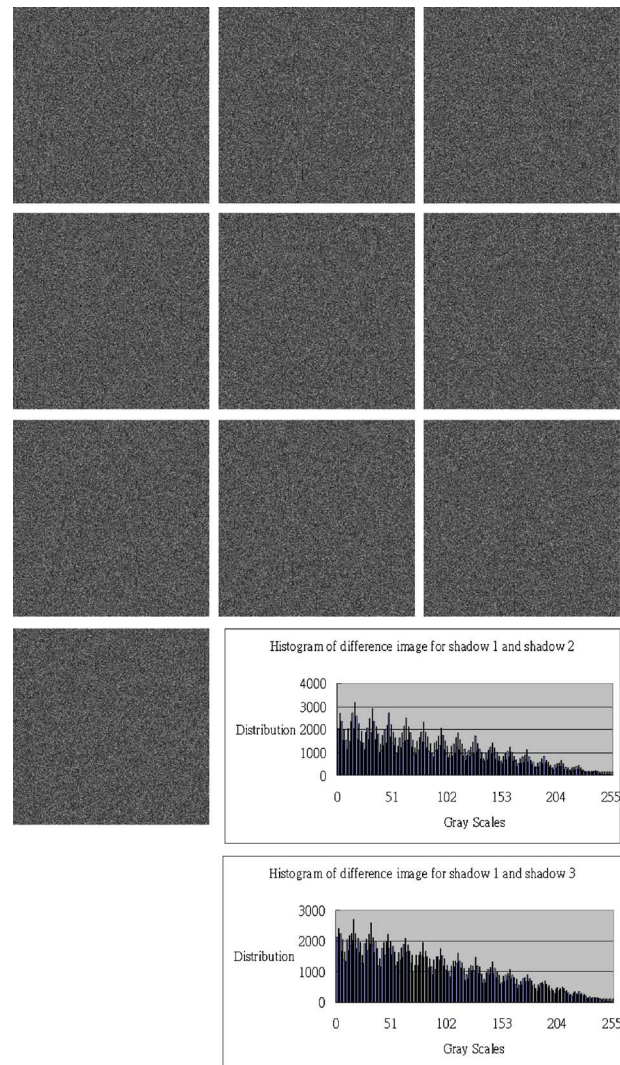 Histogram of difference image for shadow 1 and shadow 2
4000
3000
Distribution 2000
1000
0
0 51 102 153 204 255
Gray Scales
Histogram of difference image for shadow 1 and shadow 3
3000
2000
Distribution
1000
0
0 51 102 153 204 255
Gray Scales